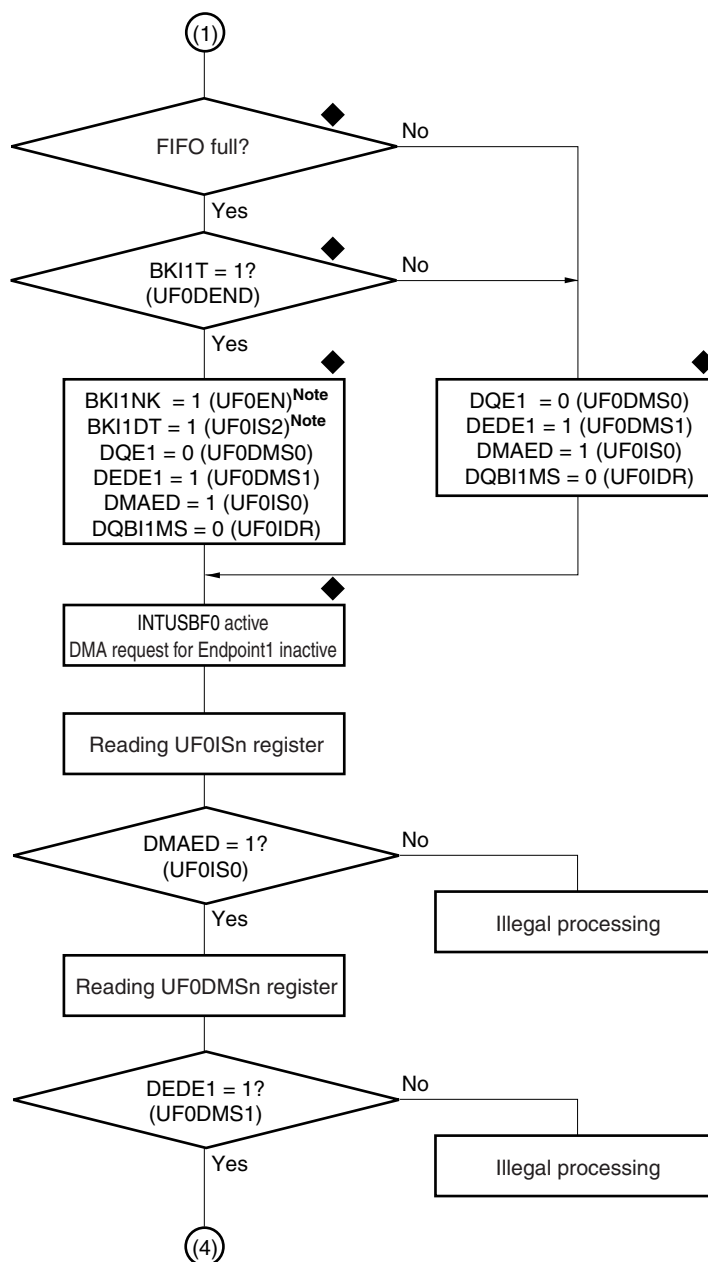 (1)
FIFO full?
No
Yes
BKI1T = 1?
(UF0DEND)
No
Yes
BKI1NK = 1 (UF0EN)Note
BKI1DT = 1 (UF0IS2)Note
DQE1 = 0 (UF0DMS0)
DEDE1 = 1 (UF0DMS1)
DMAED = 1 (UF0IS0)
DQBI1MS = 0 (UF0IDR)
DQE1 = 0 (UF0DMS0)
DEDE1 = 1 (UF0DMS1)
DMAED = 1 (UF0IS0)
DQBI1MS = 0 (UF0IDR)
INTUSBF0 active
DMA request for Endpoint1 inactive
Reading UF0ISn register
DMAED = 1?
(UF0IS0)
No
Yes
Illegal processing
Reading UF0DMSn register
DEDE1 = 1?
(UF0DMS1)
No
Yes
Illegal processing
(4)